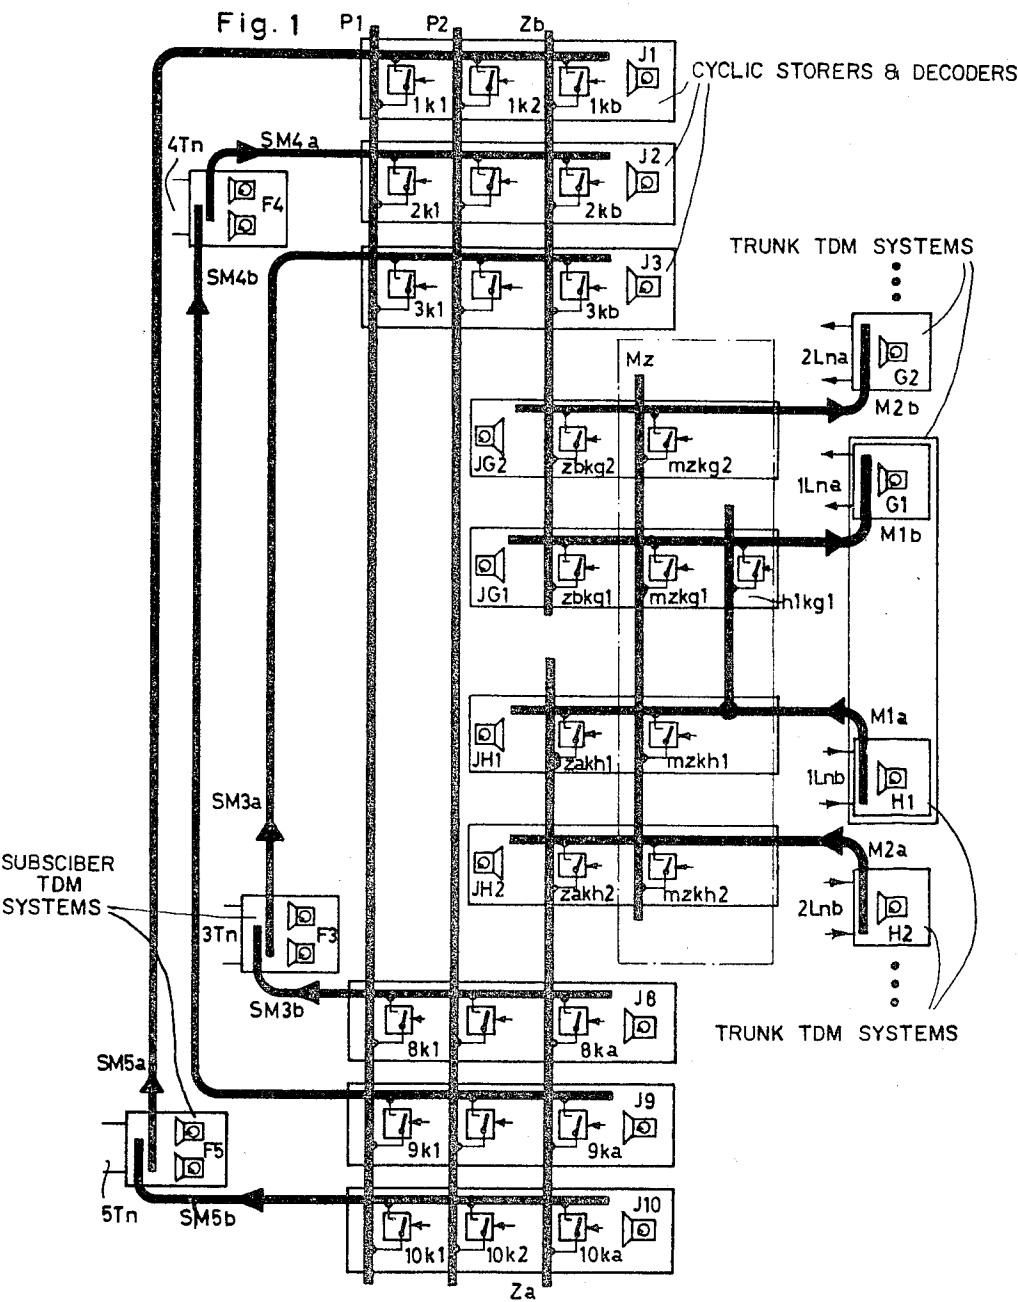 Fig. 1
P1
P2
Zb
J1
CYCLIC STORERS & DECODERS
1k1
1k2
1kb
4Tn
SM4a
J2
F4
2k1
2kb
SM4b
J3
3k1
3kb
TRUNK TDM SYSTEMS
Mz
2Lna
G2
M2b
JG2
zbkg2
mzkg2
1Lna
G1
M1b
JG1
zbkg1
mzkg1
h1kg1
M1a
JH1
zakh1
mzkh1
1Lnb
H1
SM3a
M2a
SUBSCIBER
TDM
SYSTEMS
JH2
zakh2
mzkh2
2Lnb
H2
3Tn
F3
SM3b
J8
8k1
8ka
TRUNK TDM SYSTEMS
SM5a
J9
9k1
9ka
F5
5Tn
SM5b
J10
10k1
10k2
10ka
Za